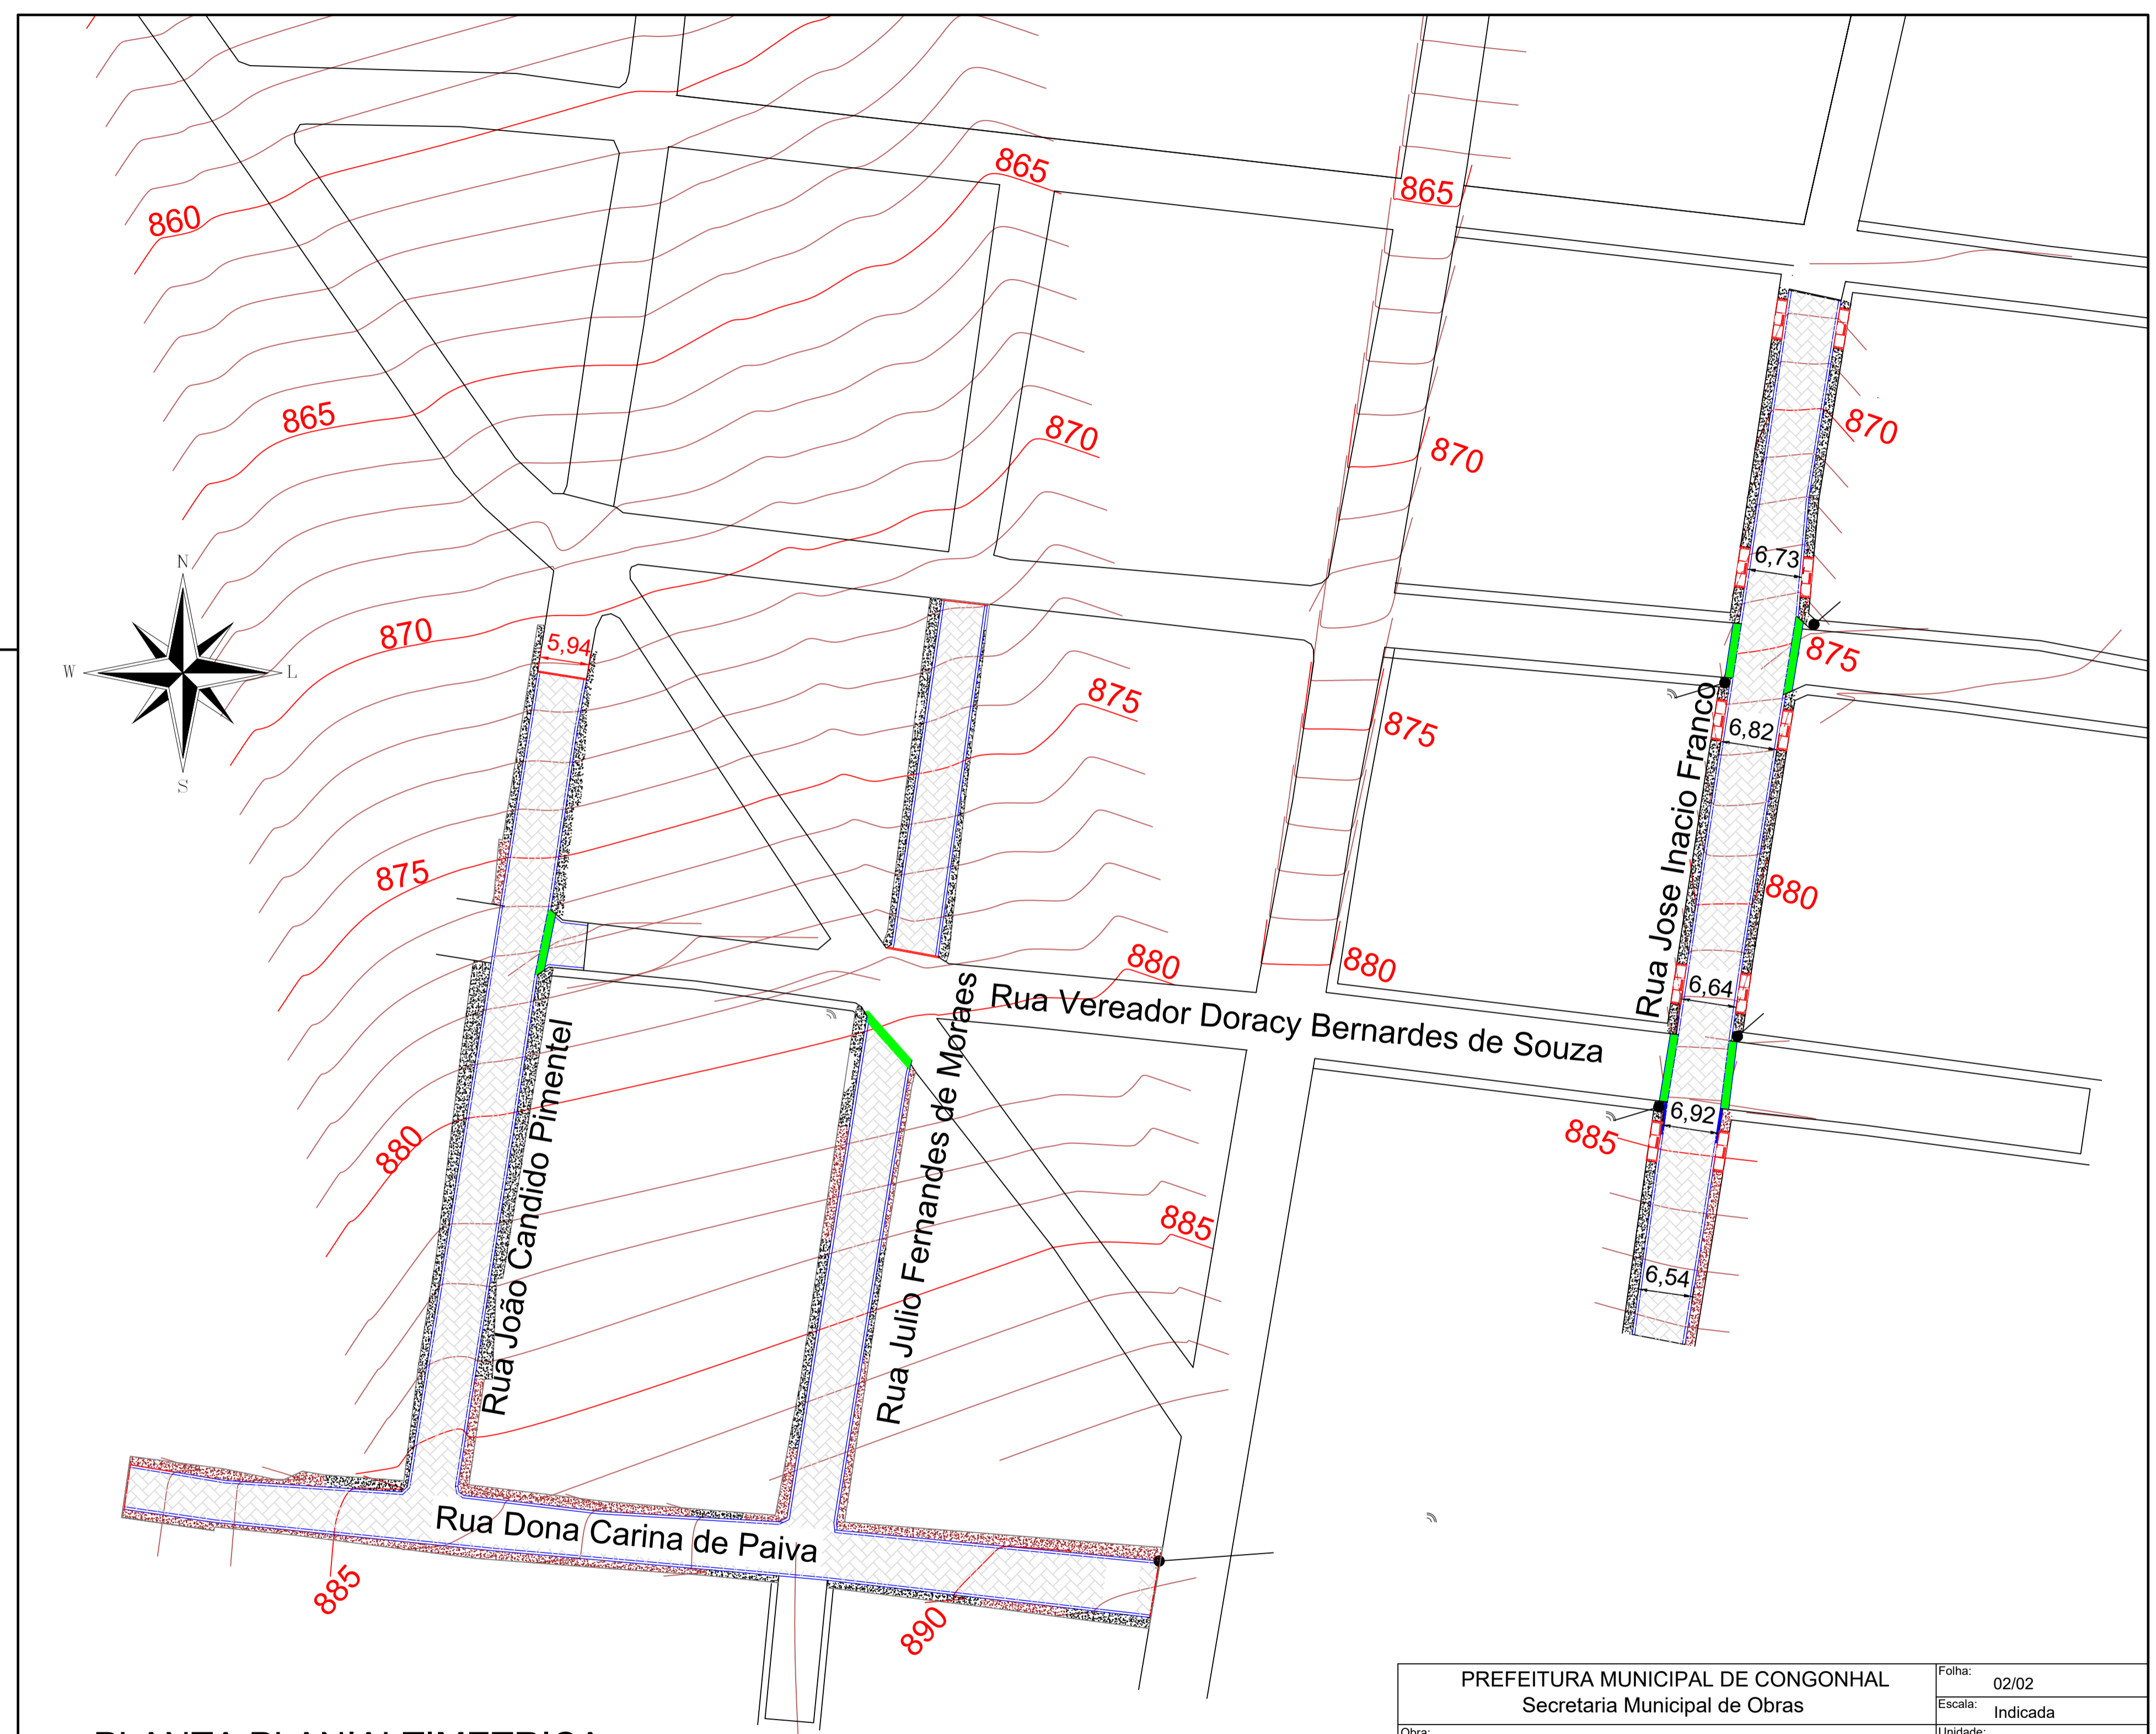 865
865
860
870
865
870
870
6,73
N
W
L
S
870
5,94
875
875
875
6,82
Rua Jose Inacio Franco
875
880
880
880
6,64
Rua Vereador Doracy Bernardes de Souza
Rua Julio Fernandes de Moraes
Rua João Candido Pimentel
880
6,92
885
885
6,54
Rua Dona Carina de Paiva
885
890
PREFEITURA MUNICIPAL DE CONGONHAL
Secretaria Municipal de Obras
Folha:
02/02
Escala:
Indicada
Obra:
Unidade: